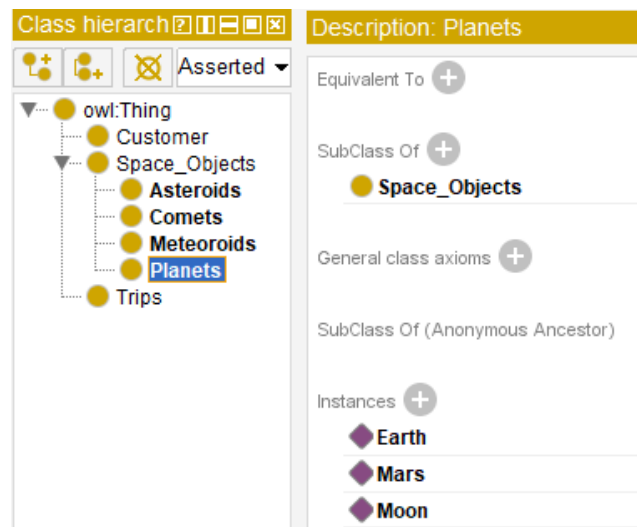 Class hierarch
Asserted
owl:Thing
Customer
Space_Objects
Asteroids
Comets
Meteoroids
Planets
Trips
Description: Planets
Equivalent To
SubClass Of
Space_Objects
General class axioms
SubClass Of (Anonymous Ancestor)
Instances
Earth
Mars
Moon